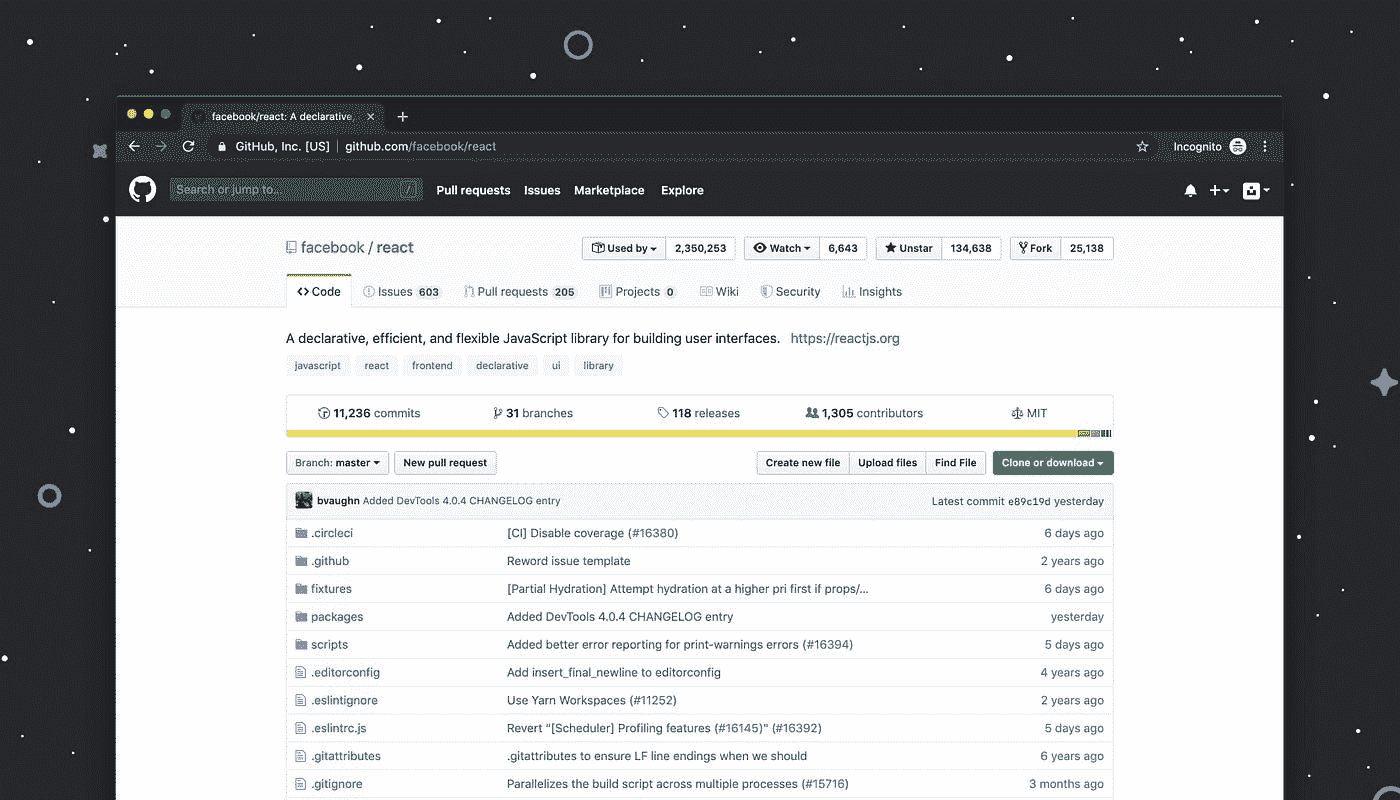 facebook/react: A declarative,
GitHub, Inc. [US] github.com/facebook/react Incognito
Search or jump to... / Pull requests Issues Marketplace Explore
facebook / react Used by 2,350,253 Watch 6,643 Unstar 134,638 Fork 25,138
Code Issues 603 Pull requests 205 Projects 0 Wiki Security Insights
A declarative, efficient, and flexible JavaScript library for building user interfaces. https://reactjs.org
javascript react frontend declarative ui library
11,236 commits 31 branches 118 releases 1,305 contributors MIT
Branch: master New pull request Create new file Upload files Find File Clone or download
bvaughn Added DevTools 4.0.4 CHANGELOG entry Latest commit e89c19d yesterday
.circleci [CI] Disable coverage (#16380) 6 days ago
.github Reword issue template 2 years ago
fixtures [Partial Hydration] Attempt hydration at a higher pri first if props/... 6 days ago
packages Added DevTools 4.0.4 CHANGELOG entry yesterday
scripts Added better error reporting for print-warnings errors (#16394) 5 days ago
.editorconfig Add insert_final_newline to editorconfig 4 years ago
.eslintignore Use Yarn Workspaces (#11252) 2 years ago
.eslintrc.js Revert "[Scheduler] Profiling features (#16145)" (#16392) 5 days ago
.gitattributes .gitattributes to ensure LF line endings when we should 6 years ago
.gitignore Parallelizes the build script across multiple processes (#15716) 3 months ago